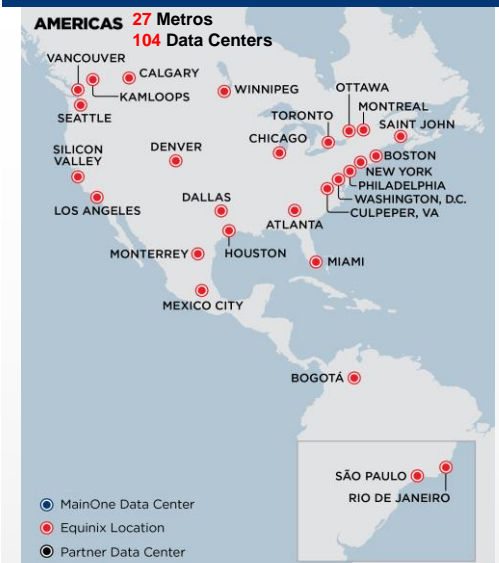 AMERICAS 27 Metros
104 Data Centers
VANCOUVER
CALGARY
KAMLOOPS
WINNIPEG
OTTAWA
MONTREAL
TORONTO
SAINT JOHN
SEATTLE
CHICAGO
BOSTON
SILICON
VALLEY
DENVER
NEW YORK
PHILADELPHIA
WASHINGTON, D.C.
CULPEPER, VA
LOS ANGELES
DALLAS
ATLANTA
MONTERREY
HOUSTON
MIAMI
MEXICO CITY
BOGOTÁ
SÃO PAULO
RIO DE JANEIRO
MainOne Data Center
Equinix Location
Partner Data Center